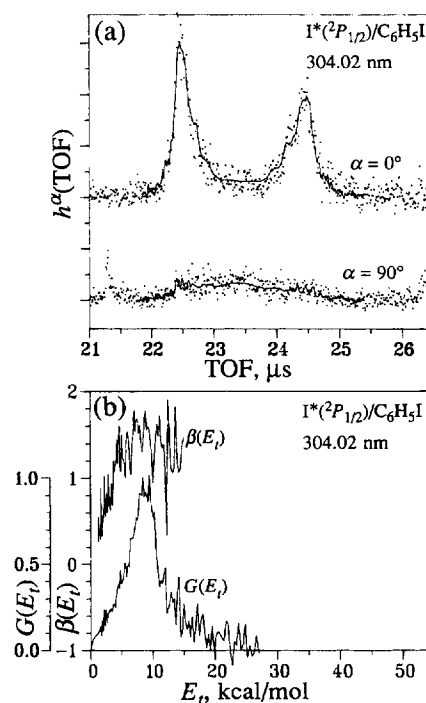 (a)
I*(²P₁/₂)/C₆H₅I
304.02 nm
α = 0°
hᵅ(TOF)
α = 90°
21 22 23 24 25 26
TOF, μs
(b)
I*(²P₁/₂)/C₆H₅I
304.02 nm
β(Eₜ)
G(Eₜ)
1.0
0.5
0.0
G(Eₜ)
2
1
0
-1
β(Eₜ)
0 10 20 30 40 50
Eₜ, kcal/mol